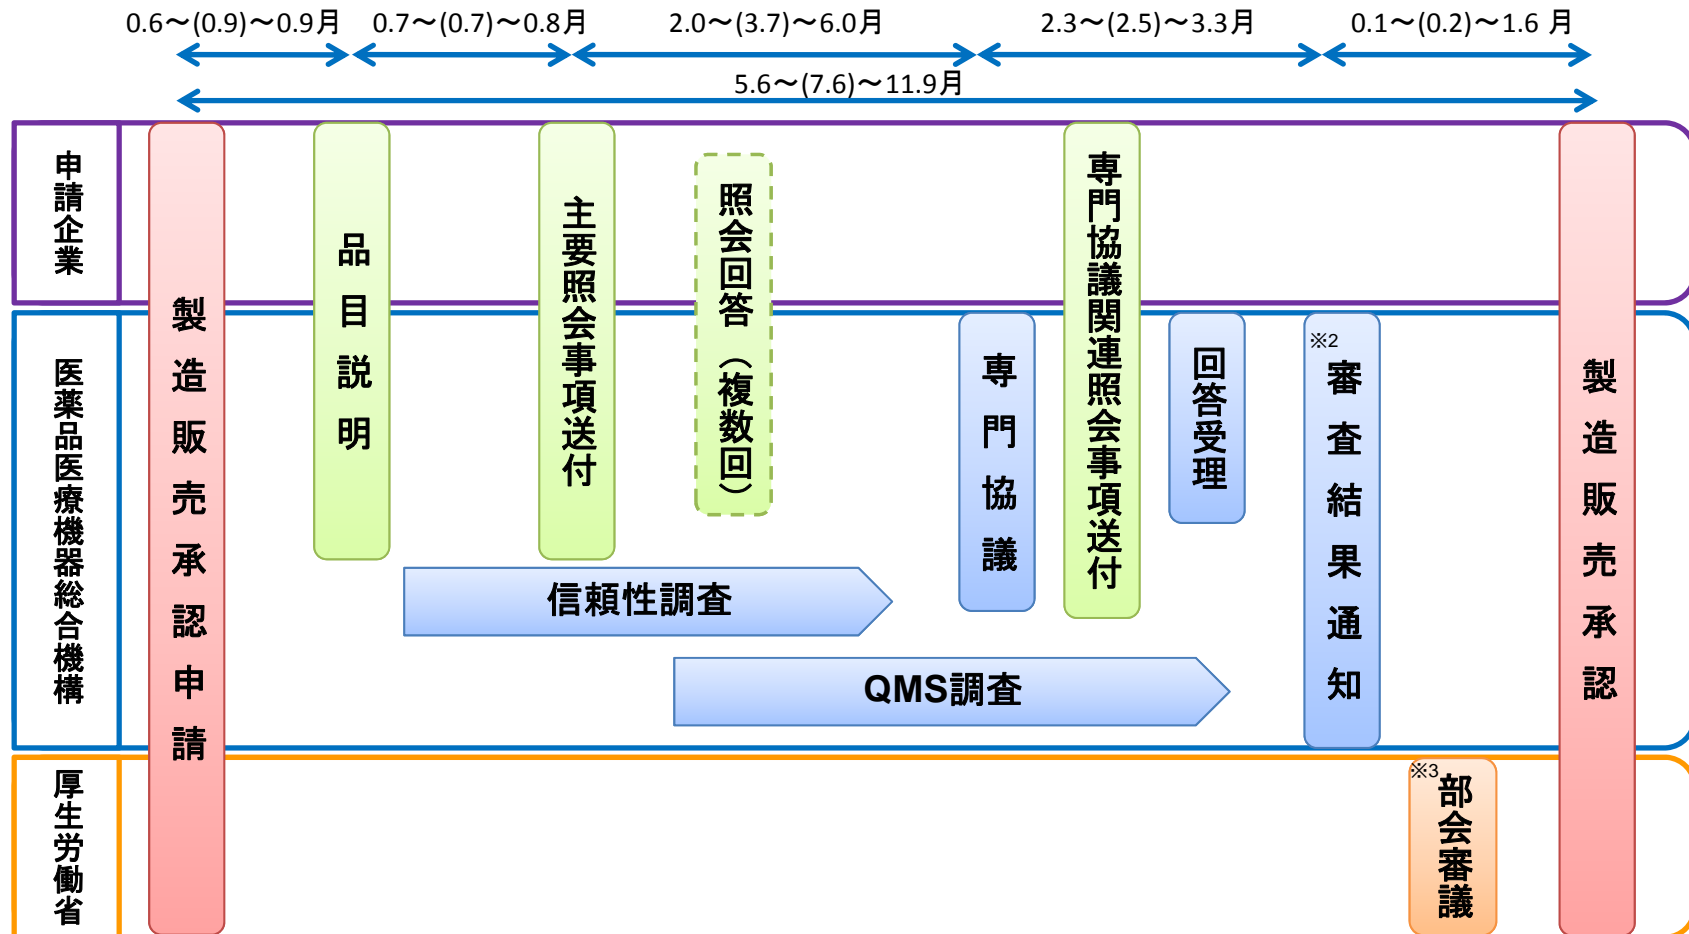 0.6～(0.9)～0.9月
0.7～(0.7)～0.8月
2.0～(3.7)～6.0月
2.3～(2.5)～3.3月
0.1～(0.2)～1.6 月
5.6～(7.6)～11.9月
申請企業
医薬品医療機器総合機構
厚生労働省
製造販売承認申請
品目説明
主要照会事項送付
照会回答（複数回）
専門協議
専門協議関連照会事項送付
回答受理
※2
審査結果通知
製造販売承認
信頼性調査
QMS調査
※3
部会審議